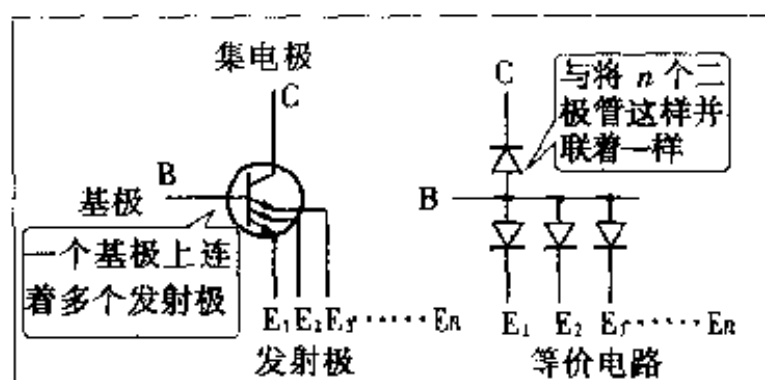 集电极
C
B
基极
一个基极上连
着多个发射极
E₁ E₂ E₃······En
发射极
C
与将 n 个二
极管这样并
联着一样
B
E₁ E₂ E₃······En
等价电路